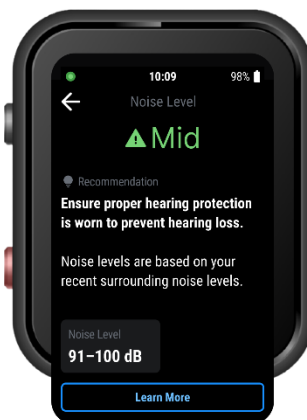 10:09
98%
Noise Level
Mid
Recommendation
Ensure proper hearing protection
is worn to prevent hearing loss.
Noise levels are based on your
recent surrounding noise levels.
Noise Level
91–100 dB
Learn More